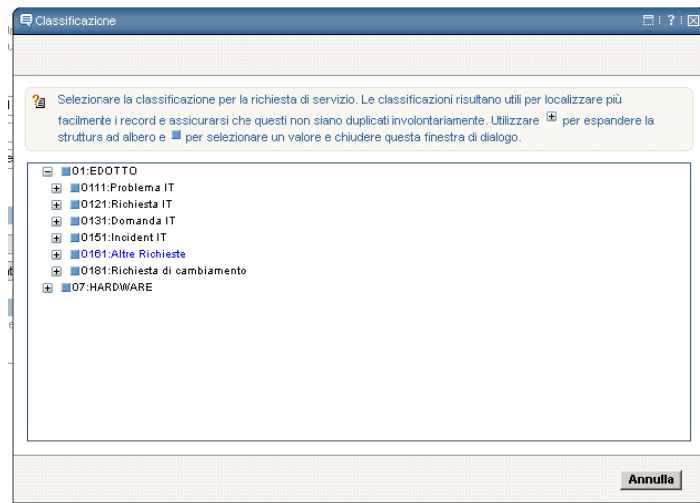 Classificazione
?
Selezionare la classificazione per la richiesta di servizio. Le classificazioni risultano utili per localizzare più
facilmente i record e assicurarsi che questi non siano duplicati involontariamente. Utilizzare per espandere la
struttura ad albero e per selezionare un valore e chiudere questa finestra di dialogo.
01:EDOTTO
0111:Problema IT
0121:Richiesta IT
0131:Domanda IT
0151:Incident IT
0161:Altre Richieste
0181:Richiesta di cambiamento
07:HARDWARE
Annulla